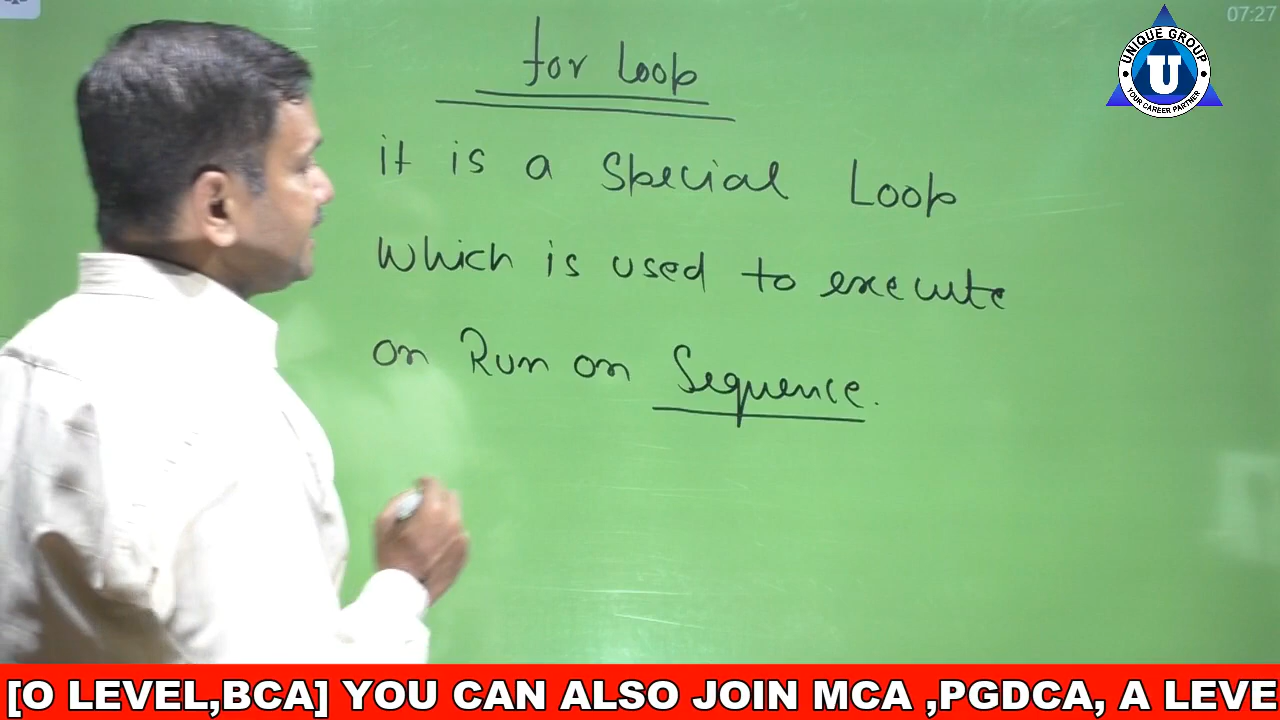 07:27
UNIQUE GROUP
U
YOUR CAREER PARTNER
for Loop
it is a Special Loop
Which is used to execute
on Run on Sequence.
[O LEVEL,BCA] YOU CAN ALSO JOIN MCA ,PGDCA, A LEVE